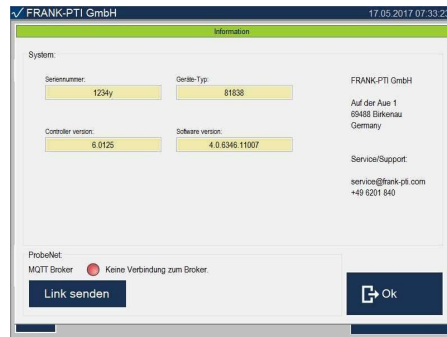 FRANK-PTI GmbH
17.05.2017 07:33:23
Information
System:
Seriennummer:
1234y
Geräte-Typ:
81838
Controller version:
6.0125
Software version:
4.0.6346.11007
FRANK-PTI GmbH
Auf der Aue 1
69488 Birkenau
Germany
Service/Support:
service@frank-pti.com
+49 6201 840
ProbeNet:
MQTT Broker
Keine Verbindung zum Broker.
Link senden
Ok